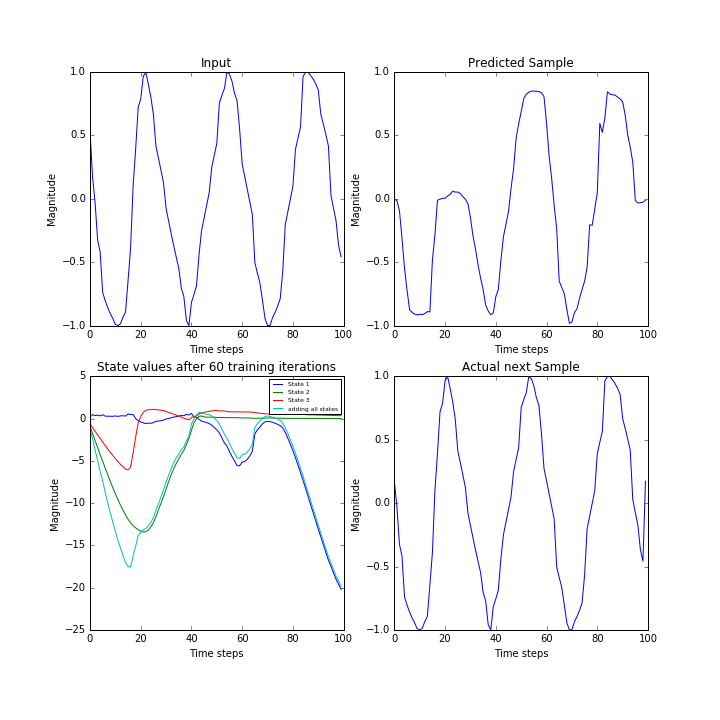 Input
1.0
0.5
0.0
−0.5
−1.0
Magnitude
0 20 40 60 80 100
Time steps
Predicted Sample
1.0
0.5
0.0
−0.5
−1.0
Magnitude
0 20 40 60 80 100
Time steps
State values after 60 training iterations
5
0
−5
−10
−15
−20
−25
Magnitude
State 1
State 2
State 3
adding all states
0 20 40 60 80 100
Time steps
Actual next Sample
1.0
0.5
0.0
−0.5
−1.0
Magnitude
0 20 40 60 80 100
Time steps